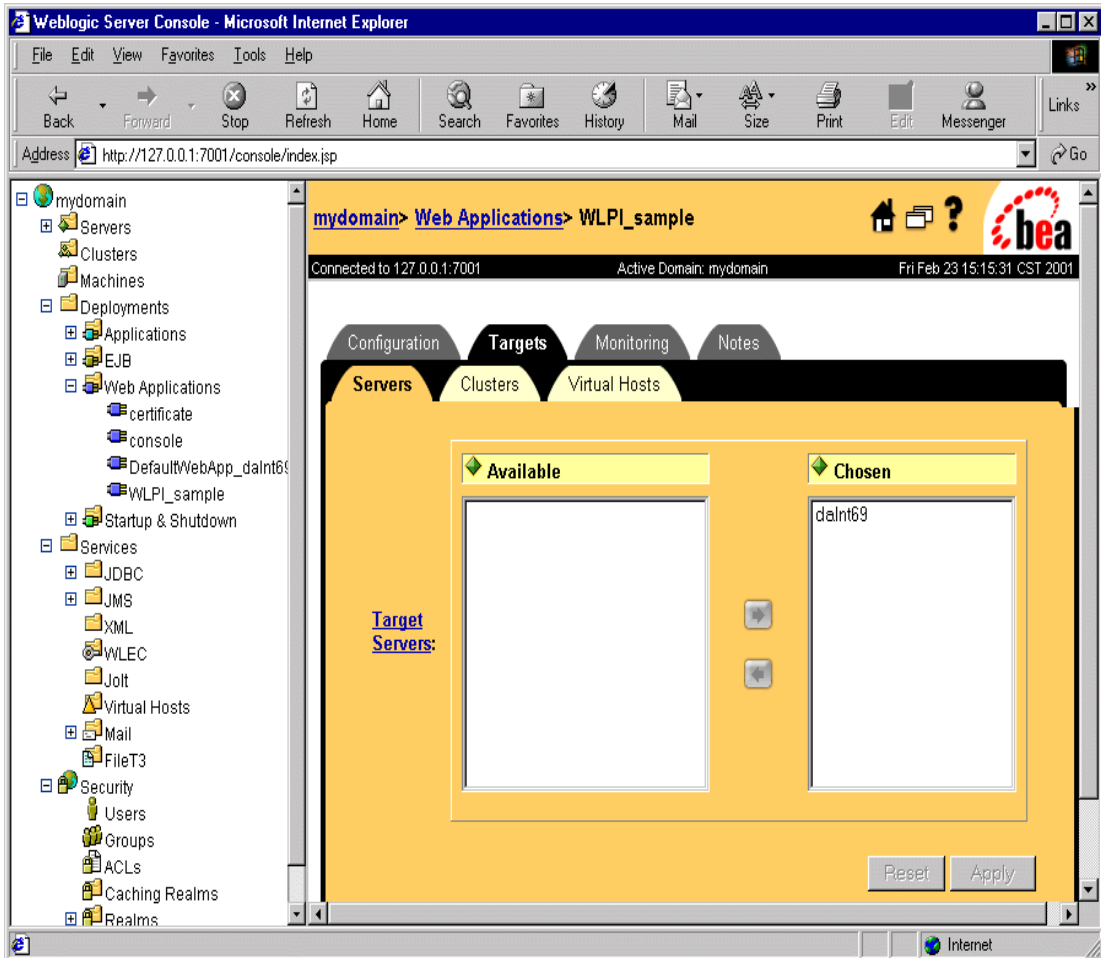 Weblogic Server Console - Microsoft Internet Explorer
File Edit View Favorites Tools Help
Back Forward Stop Refresh Home Search Favorites History Mail Size Print Edit Messenger Links »
Address http://127.0.0.1:7001/console/index.jsp Go
mydomain
Servers
Clusters
Machines
Deployments
Applications
EJB
Web Applications
certificate
console
DefaultWebApp_dalnt69
WLPI_sample
Startup & Shutdown
Services
JDBC
JMS
XML
WLEC
Jolt
Virtual Hosts
Mail
FileT3
Security
Users
Groups
ACLs
Caching Realms
Realms
mydomain> Web Applications> WLPI_sample
? bea
Connected to 127.0.0.1:7001 Active Domain: mydomain Fri Feb 23 15:15:31 CST 2001
Configuration Targets Monitoring Notes
Servers Clusters Virtual Hosts
Available Chosen
dalnt69
Target
Servers:
Reset Apply
Internet